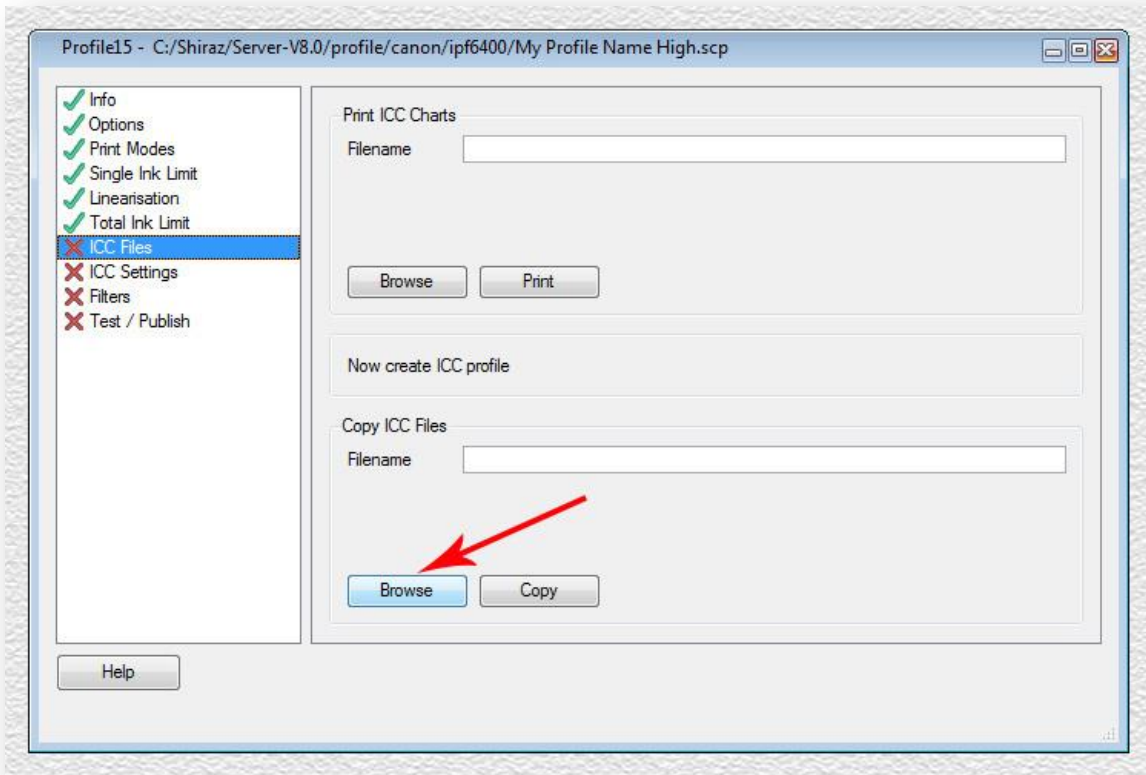 Profile15 - C:/Shiraz/Server-V8.0/profile/canon/ipf6400/My Profile Name High.scp
Info
Options
Print Modes
Single Ink Limit
Linearisation
Total Ink Limit
ICC Files
ICC Settings
Filters
Test / Publish
Print ICC Charts
Filename
Browse
Print
Now create ICC profile
Copy ICC Files
Filename
Browse
Copy
Help